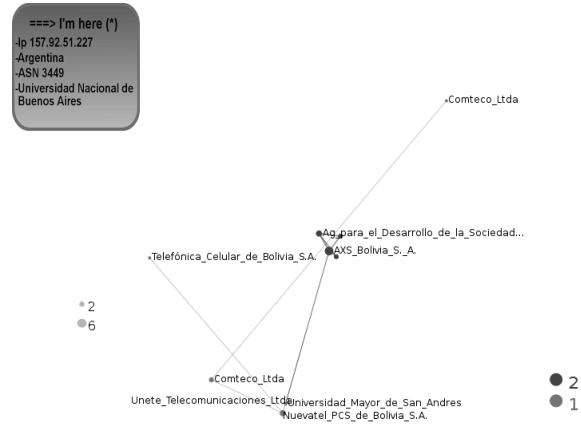 ===> I'm here (*)
-Ip 157.92.51.227
-Argentina
-ASN 3449
-Universidad Nacional de
Buenos Aires
Comteco_Ltda
Ag_para_el_Desarrollo_de_la_Sociedad...
AXS_Bolivia_S._A.
Telefónica_Celular_de_Bolivia_S.A.
2
6
Comteco_Ltda
Unete_Telecomunicaciones_Ltda
Universidad_Mayor_de_San_Andres
Nuevatel_PCS_de_Bolivia_S.A.
2
1